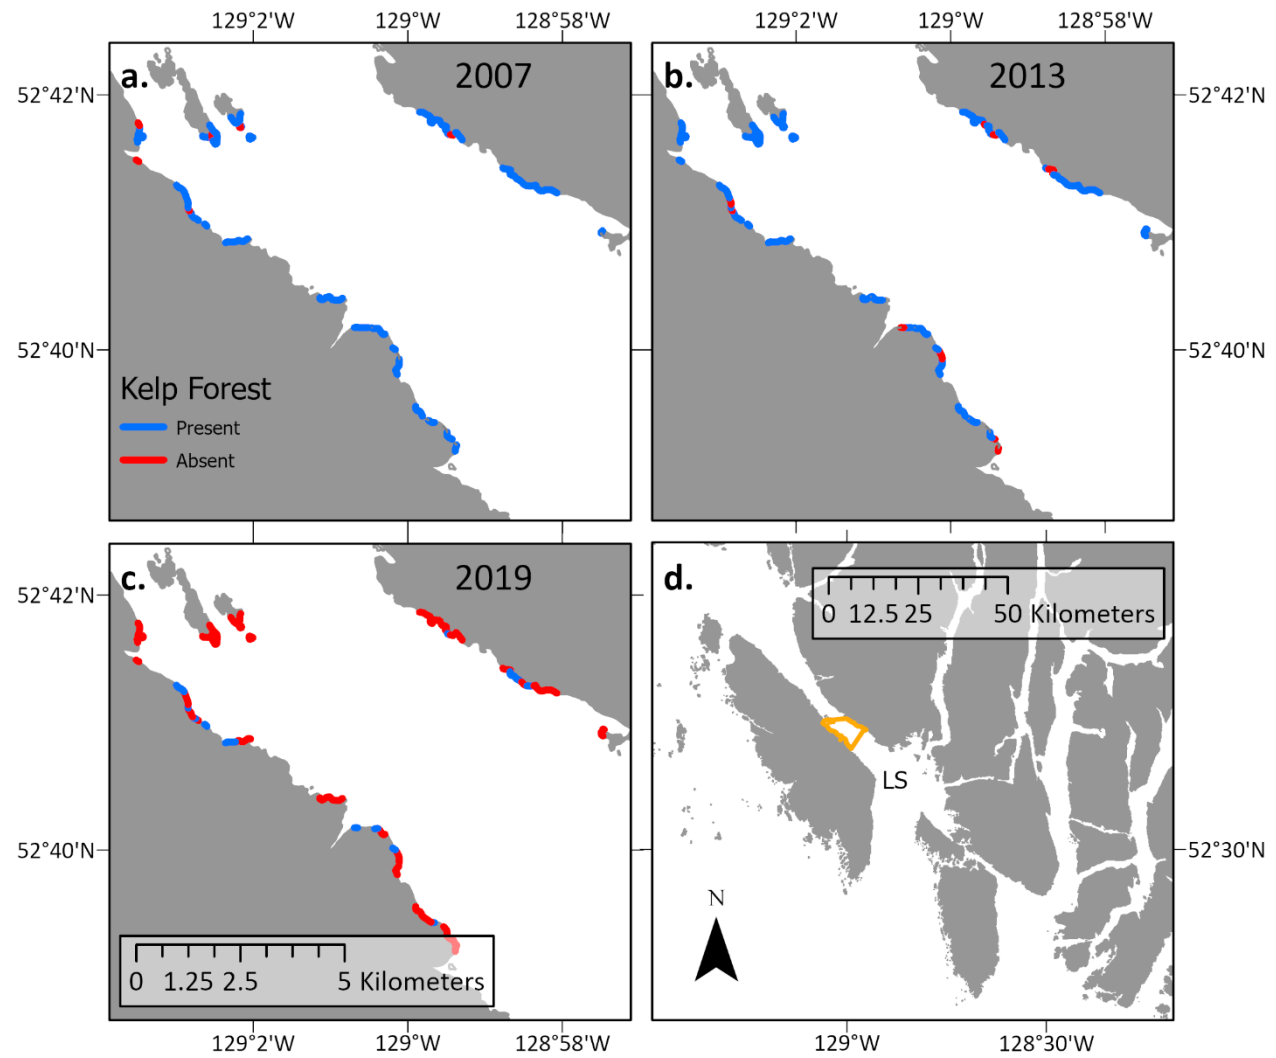 129°2'W 129°W 128°58'W 129°2'W 129°W 128°58'W
a. 2007 b. 2013
52°42'N 52°42'N
52°40'N 52°40'N
Kelp Forest
Present
Absent
c. 2019 d.
52°42'N
0 12.5 25 50 Kilometers
LS
52°40'N 52°30'N
N
0 1.25 2.5 5 Kilometers
129°2'W 129°W 128°58'W 129°W 128°30'W